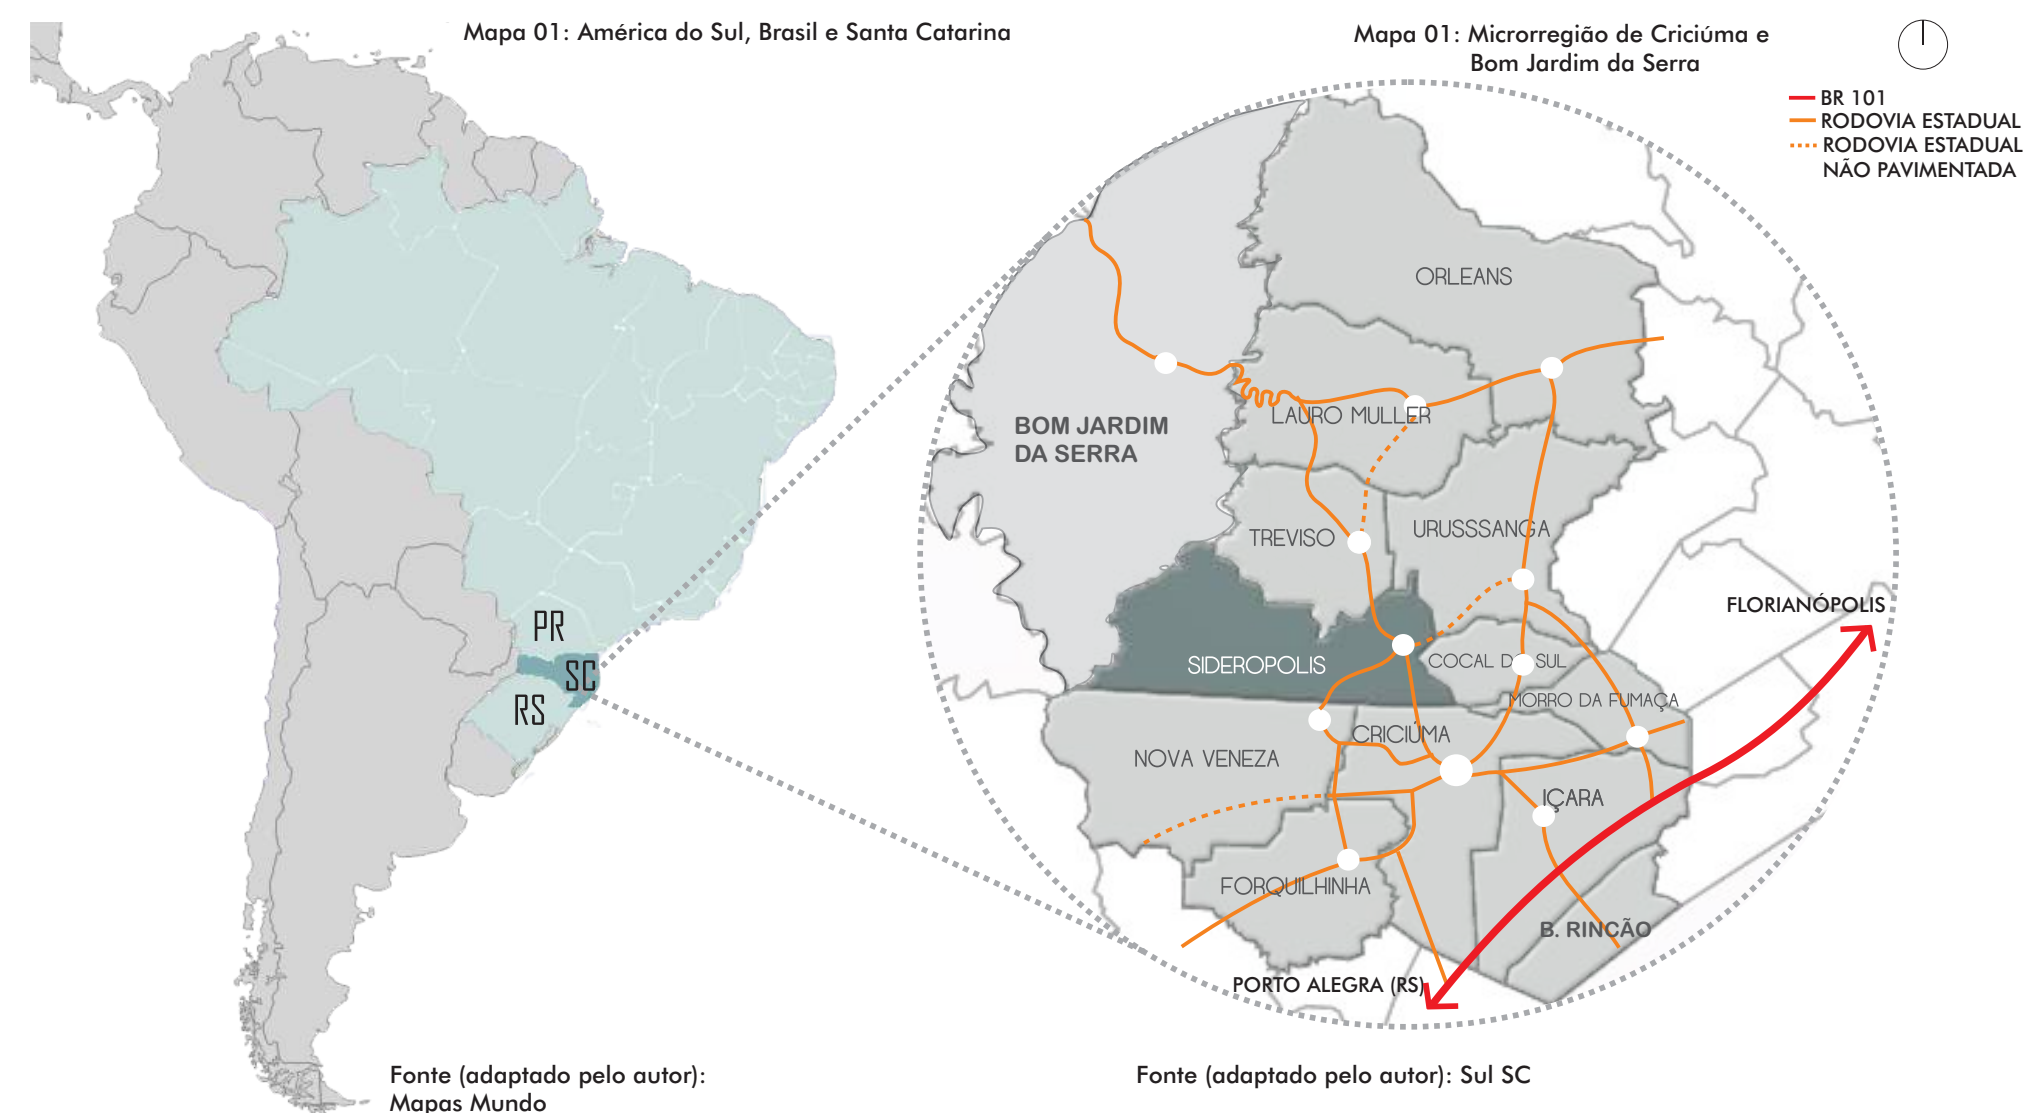 Mapa 01: América do Sul, Brasil e Santa Catarina
PR
SC
RS
Fonte (adaptado pelo autor):
Mapas Mundo
Mapa 01: Microrregião de Criciúma e
Bom Jardim da Serra
BR 101
RODOVIA ESTADUAL
RODOVIA ESTADUAL
NÃO PAVIMENTADA
ORLEANS
BOM JARDIM
DA SERRA
LAURO MULLER
TREVISO
URUSSSANGA
FLORIANÓPOLIS
SIDEROPOLIS
COCAL DO SUL
MORRO DA FUMAÇA
CRICIÚMA
NOVA VENEZA
IÇARA
FORQUILHINHA
B. RINCÃO
PORTO ALEGRA (RS)
Fonte (adaptado pelo autor): Sul SC